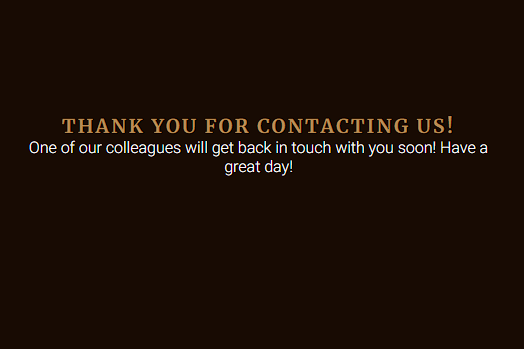 THANK YOU FOR CONTACTING US!
One of our colleagues will get back in touch with you soon! Have a
great day!